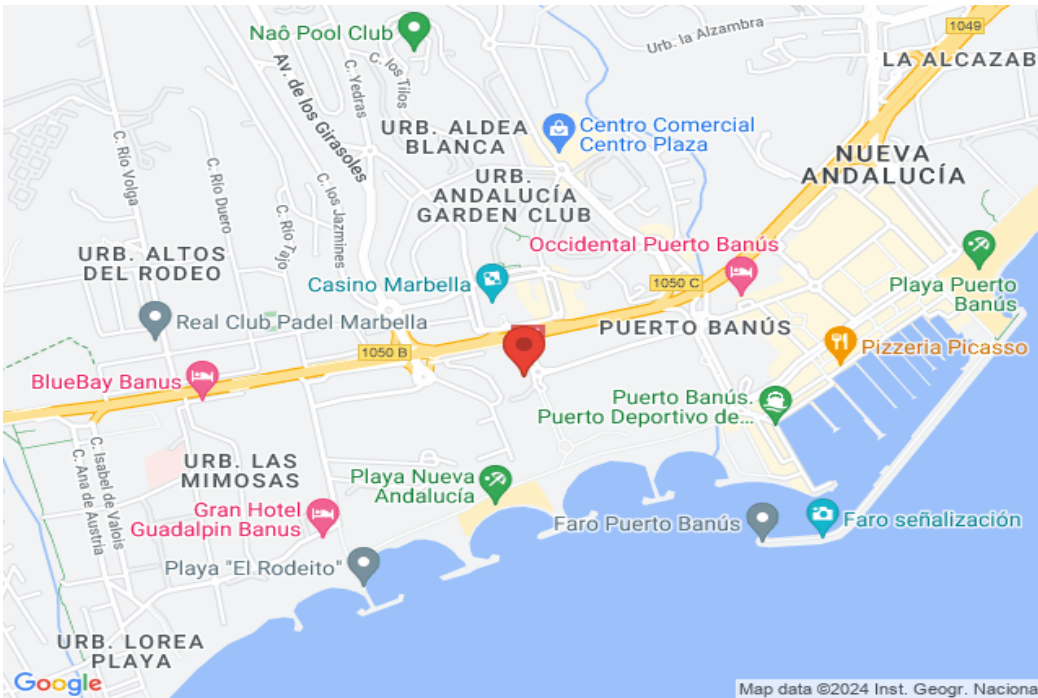 Naô Pool Club
Urb. la Alzambra
1049
LA ALCAZAB
C. los Tilos
C. Yedras
Av. de los Girasoles
URB. ALDEA
BLANCA
Centro Comercial
Centro Plaza
NUEVA
ANDALUCÍA
C. Río Volga
C. Río Duero
C. Río Tajo
C. los Jazmines
URB.
ANDALUCÍA
GARDEN CLUB
URB. ALTOS
DEL RODEO
Occidental Puerto Banús
Casino Marbella
1050 C
Playa Puerto
Banús
Real Club Padel Marbella
PUERTO BANÚS
Pizzeria Picasso
1050 B
BlueBay Banus
Puerto Banús.
Puerto Deportivo de...
C. Isabel de Valois
C. Ana de Austria
URB. LAS
MIMOSAS
Playa Nueva
Andalucía
Gran Hotel
Guadalpin Banus
Faro Puerto Banús
Faro señalización
Playa "El Rodeito"
URB. LOREA
PLAYA
Google
Map data ©2024 Inst. Geogr. Naciona